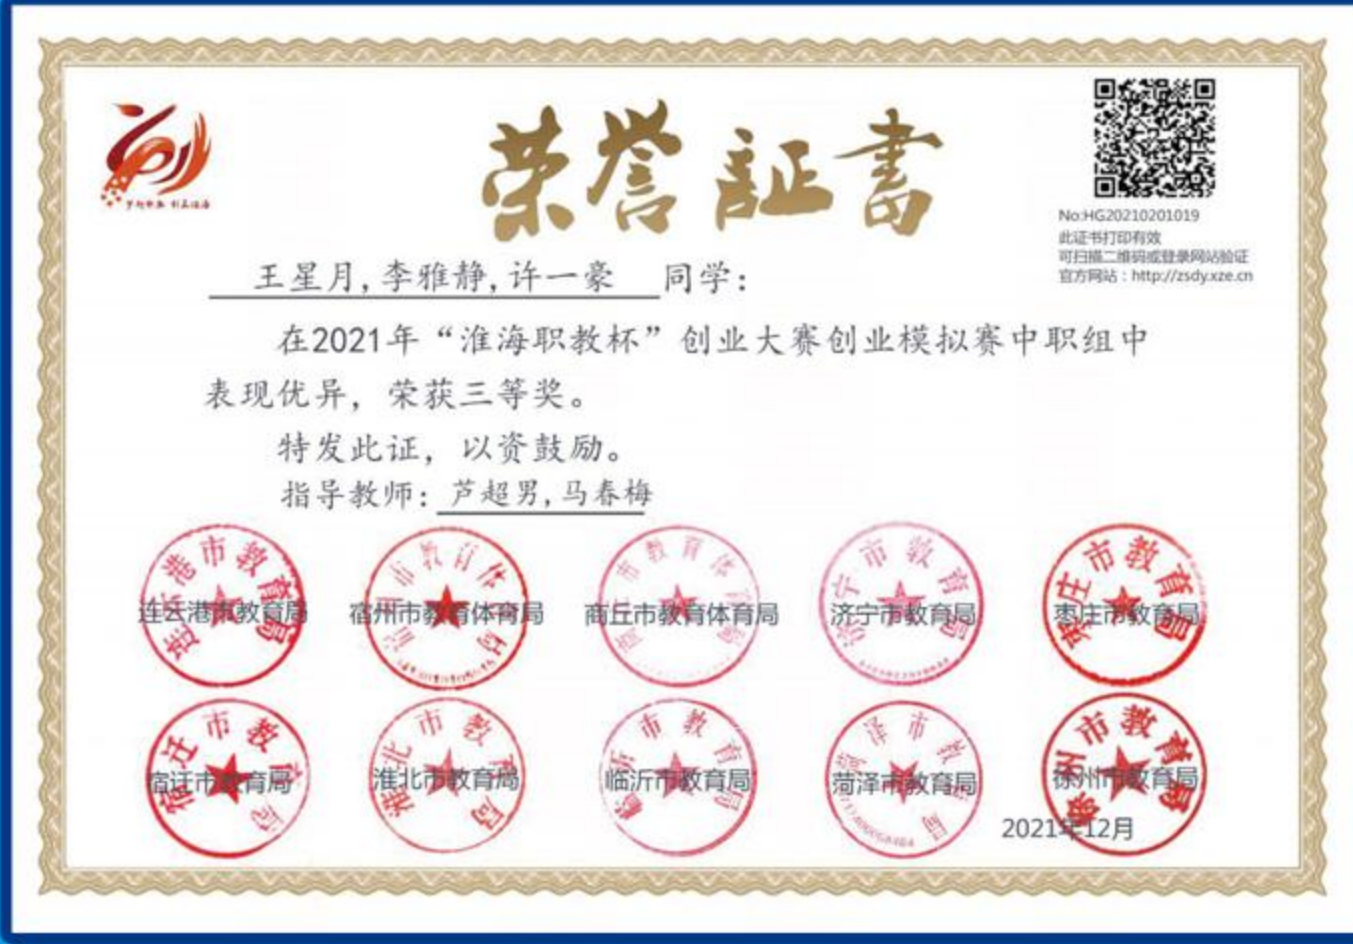 荣誉証書
No:HG20210201019
此证书打印有效
可扫描二维码或登录网站验证
官方网站：http://zsdy.xze.cn
王星月,李雅静,许一豪 同学：
在2021年“淮海职教杯”创业大赛创业模拟赛中职组中
表现优异，荣获三等奖。
特发此证，以资鼓励。
指导教师：芦超男,马春梅
连云港市教育局 宿州市教育体育局 商丘市教育体育局 济宁市教育局 枣庄市教育局
宿迁市教育局 淮北市教育局 临沂市教育局 菏泽市教育局 徐州市教育局
2021年12月